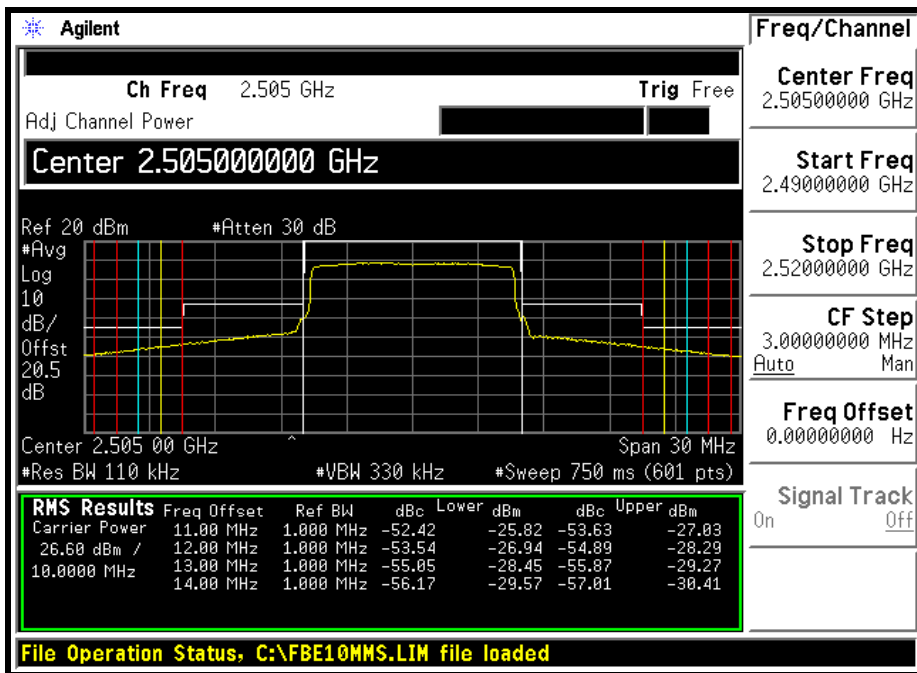 Agilent
Freq/Channel
Ch Freq 2.505 GHz Trig Free
Adj Channel Power
Center 2.505000000 GHz
Ref 20 dBm #Atten 30 dB
#Avg
Log
10
dB/
Offst
20.5
dB
Center 2.505 00 GHz ^ Span 30 MHz
#Res BW 110 kHz #VBW 330 kHz #Sweep 750 ms (601 pts)
RMS Results Freq Offset Ref BW dBc Lower dBm dBc Upper dBm
Carrier Power 11.00 MHz 1.000 MHz -52.42 -25.82 -53.63 -27.03
26.60 dBm / 12.00 MHz 1.000 MHz -53.54 -26.94 -54.89 -28.29
10.0000 MHz 13.00 MHz 1.000 MHz -55.05 -28.45 -55.87 -29.27
14.00 MHz 1.000 MHz -56.17 -29.57 -57.01 -30.41
File Operation Status, C:\FBE10MMS.LIM file loaded
Center Freq
2.50500000 GHz
Start Freq
2.49000000 GHz
Stop Freq
2.52000000 GHz
CF Step
3.00000000 MHz
Auto Man
Freq Offset
0.00000000 Hz
Signal Track
On Off